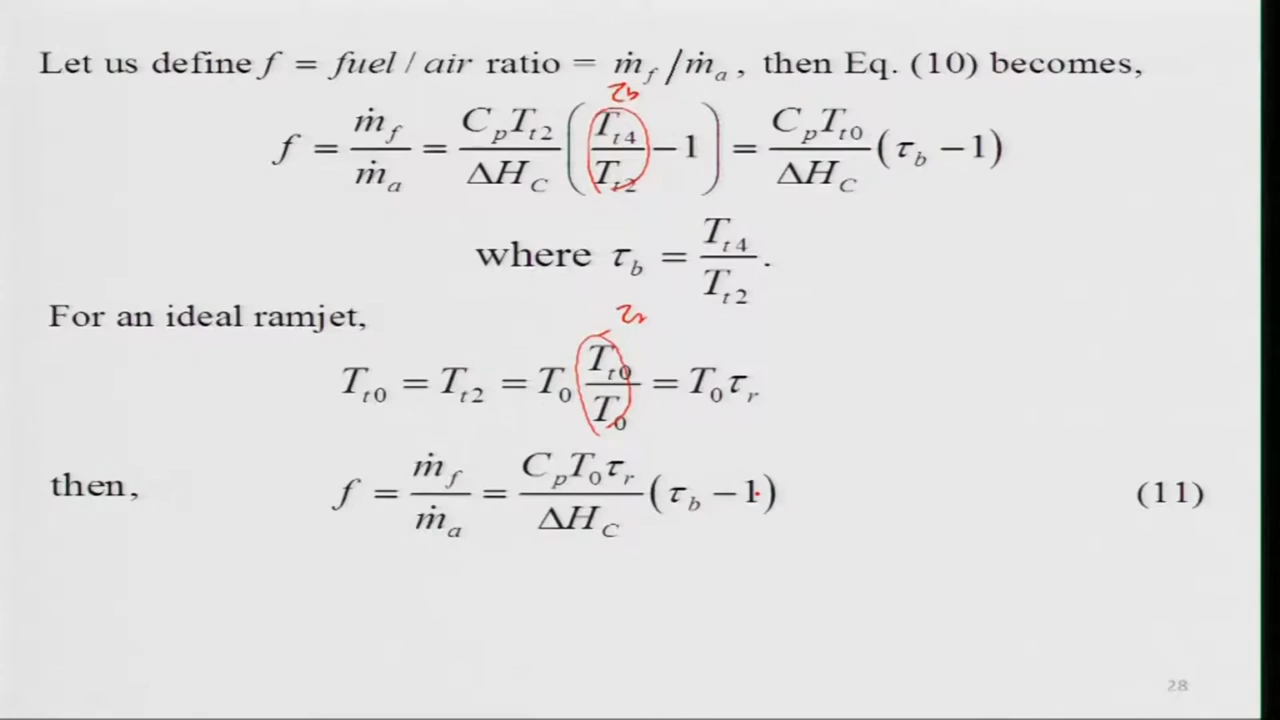 Let us define f = fuel / air ratio = ṁ_f / ṁ_a, then Eq. (10) becomes,
τb
f = ṁ_f / ṁ_a = (C_p T_t2 / ΔH_C) (T_t4 / T_t2 − 1) = (C_p T_t0 / ΔH_C) (τ_b − 1)
where τ_b = T_t4 / T_t2 .
For an ideal ramjet,
τr
T_t0 = T_t2 = T_0 (T_t0 / T_0) = T_0 τ_r
then, f = ṁ_f / ṁ_a = (C_p T_0 τ_r / ΔH_C) (τ_b − 1) (11)
28